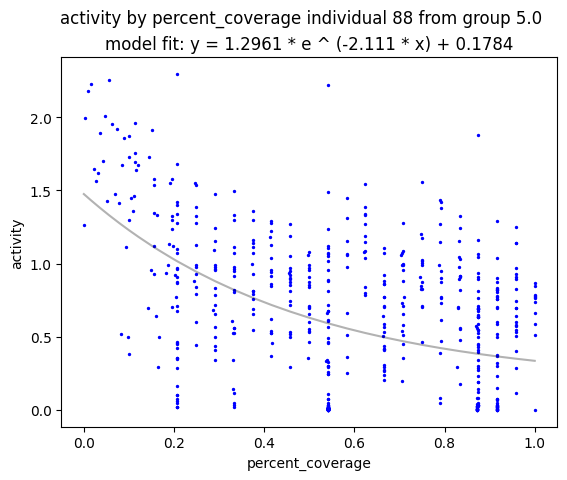 activity by percent_coverage individual 88 from group 5.0
model fit: y = 1.2961 * e ^ (-2.111 * x) + 0.1784
2.0
1.5
1.0
0.5
0.0
activity
0.0 0.2 0.4 0.6 0.8 1.0
percent_coverage